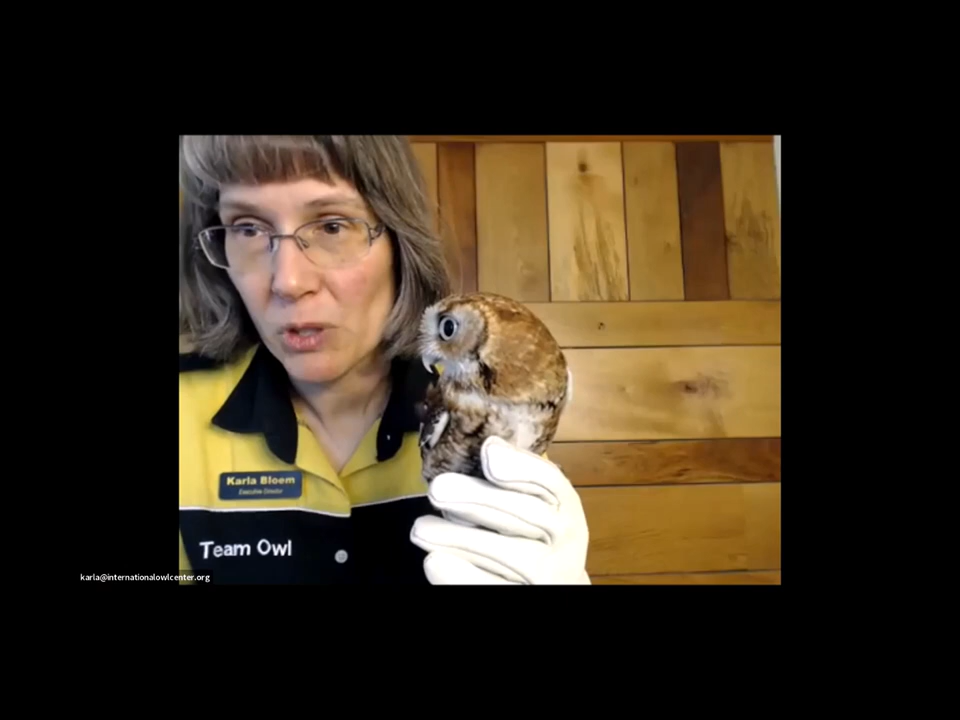 Karla Bloem
Executive Director
Team Owl
karla@internationalowlcenter.org